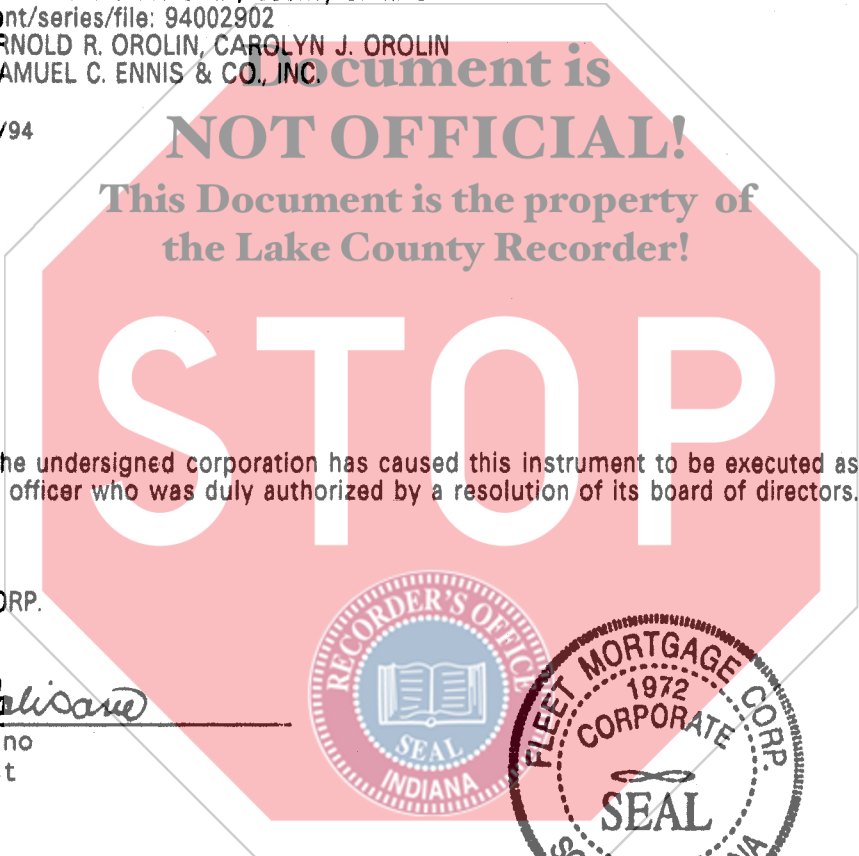 nt/series/file: 94002902
RNOLD R. OROLIN, CAROLYN J. OROLIN
AMUEL C. ENNIS & CO., INC.
Document is
/94
NOT OFFICIAL!
This Document is the property of
the Lake County Recorder!
STOP
he undersigned corporation has caused this instrument to be executed as
officer who was duly authorized by a resolution of its board of directors.
ORP.
RECORDER'S OFFICE
SEAL
INDIANA
alisano
no
t
FLEET MORTGAGE CORP.
1972
CORPORATE
SEAL